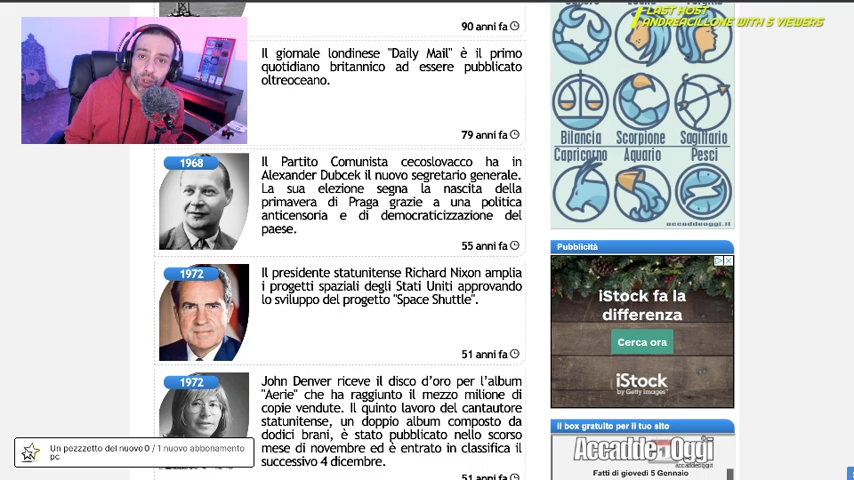 LAST HOST
ANDREACILLONE WITH 5 VIEWERS
90 anni fa
Il giornale londinese "Daily Mail" è il primo
quotidiano britannico ad essere pubblicato
oltreoceano.
79 anni fa
1968
Il Partito Comunista cecoslovacco ha in
Alexander Dubcek il nuovo segretario generale.
La sua elezione segna la nascita della
primavera di Praga grazie a una politica
anticensoria e di democraticizzazione del
paese.
55 anni fa
1972
Il presidente statunitense Richard Nixon amplia
i progetti spaziali degli Stati Uniti approvando
lo sviluppo del progetto "Space Shuttle".
51 anni fa
1972
John Denver riceve il disco d'oro per l'album
"Aerie" che ha raggiunto il mezzo milione di
copie vendute. Il quinto lavoro del cantautore
statunitense, un doppio album composto da
dodici brani, è stato pubblicato nello scorso
mese di novembre ed è entrato in classifica il
successivo 4 dicembre.
51 anni fa
Un pezzzetto del nuovo 0 / 1 nuovo abbonamento
pc
Bilancia Scorpione Sagittario
Capricorno Aquario Pesci
accaddeoggi.it
Pubblicità
iStock fa la
differenza
Cerca ora
iStock
by Getty Images
Il box gratuito per il tuo sito
AccaddeOggi
AccaddeOggi.it
Fatti di giovedì 5 Gennaio